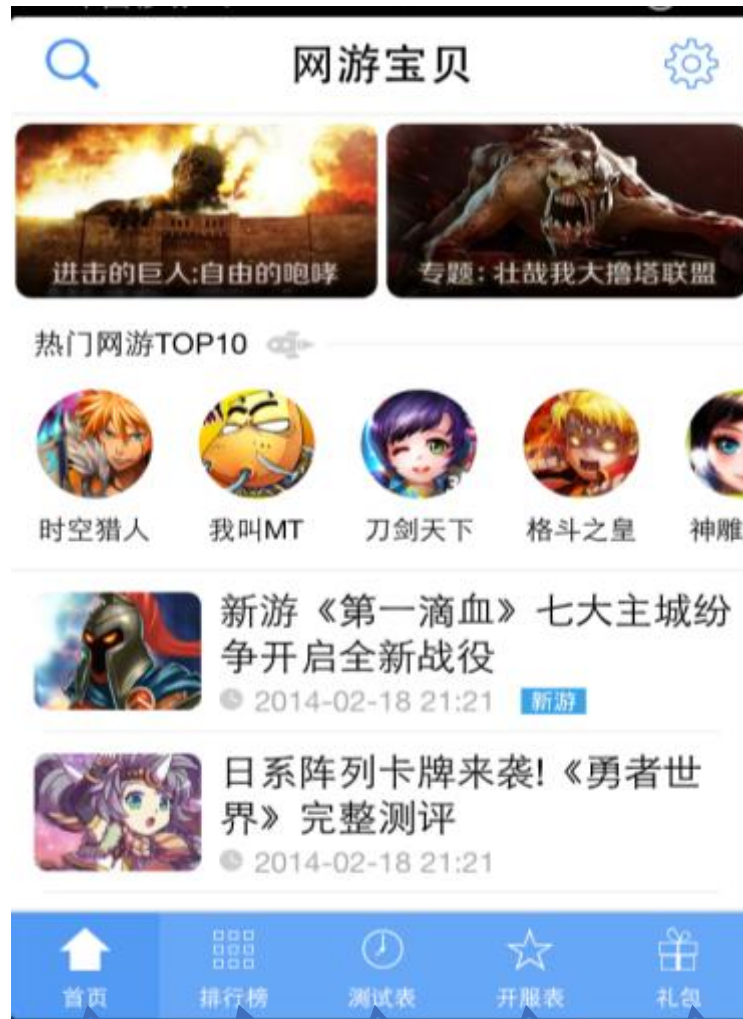 网游宝贝
进击的巨人:自由的咆哮
专题:壮哉我大撸塔联盟
热门网游TOP10
时空猎人
我叫MT
刀剑天下
格斗之皇
神雕
新游《第一滴血》七大主城纷
争开启全新战役
2014-02-18 21:21 新游
日系阵列卡牌来袭!《勇者世
界》完整测评
2014-02-18 21:21
首页
排行榜
测试表
开服表
礼包